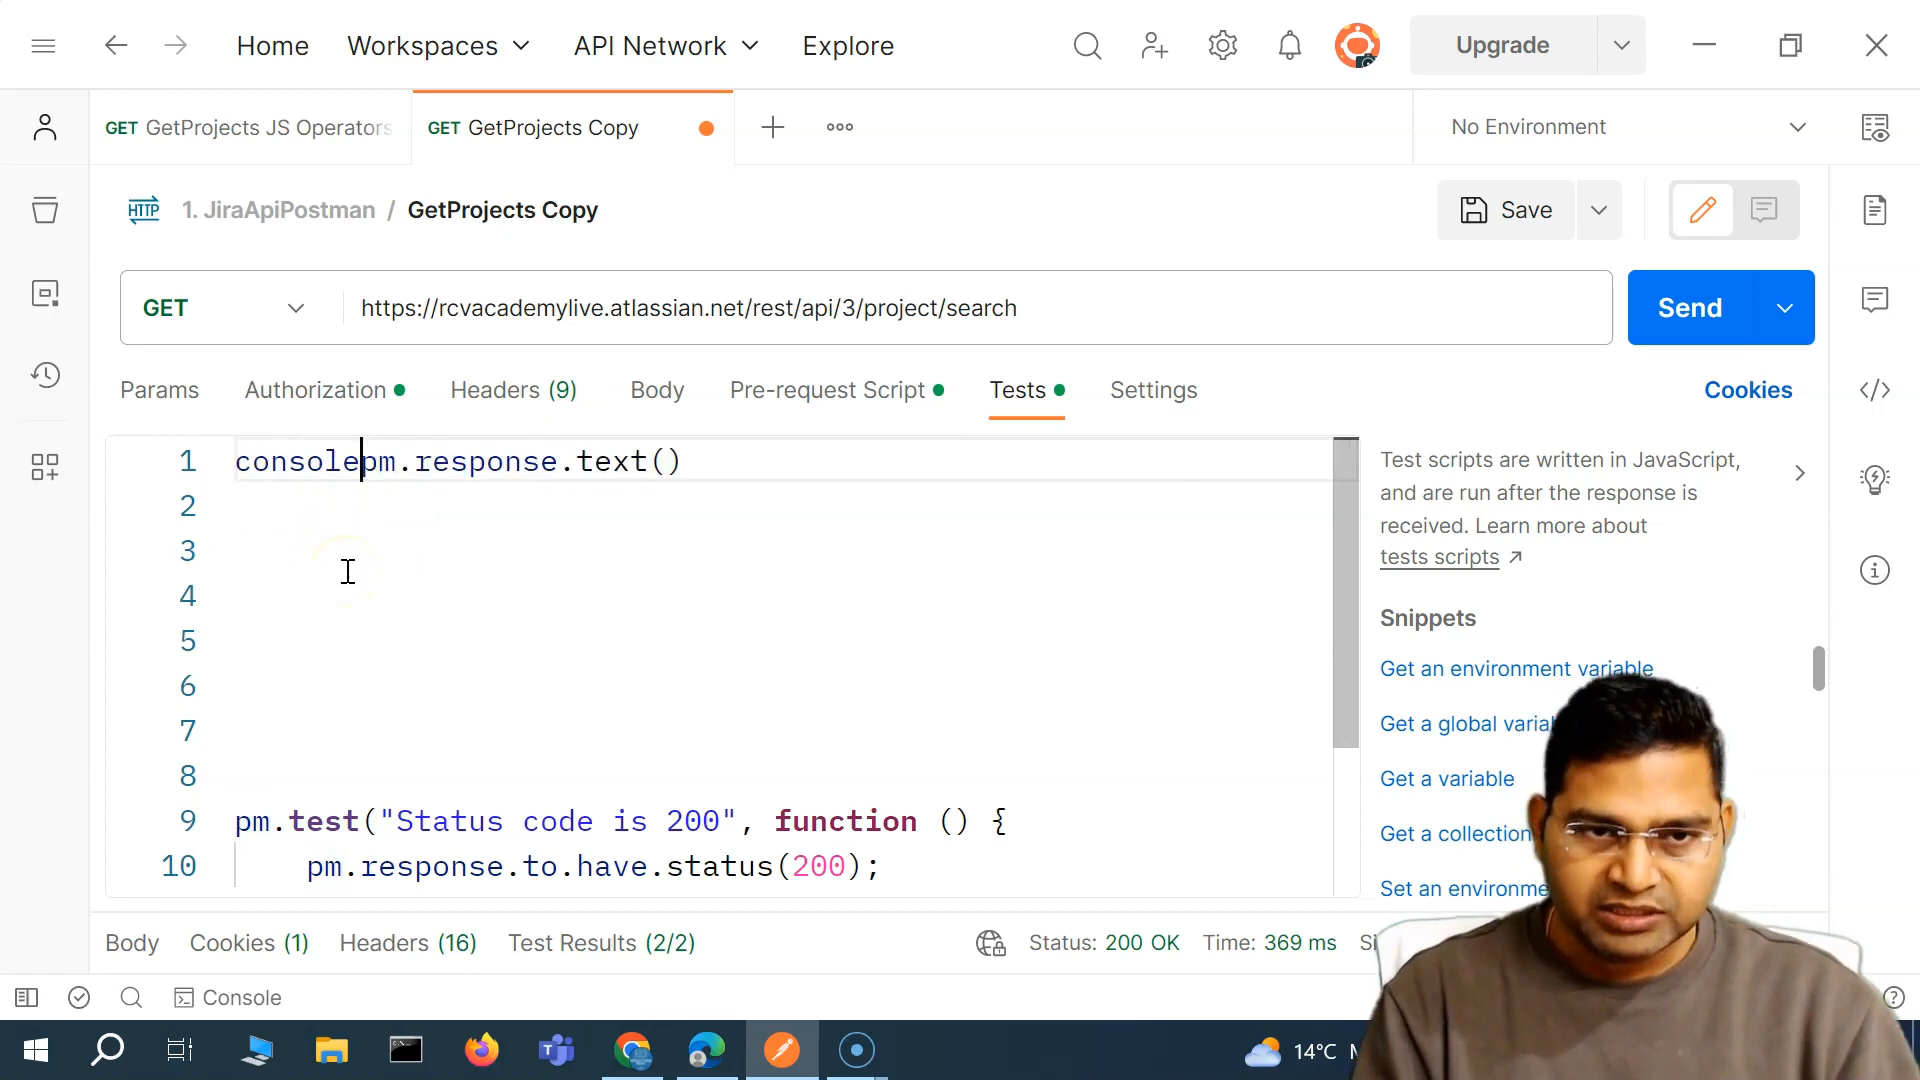 Home Workspaces API Network Explore Upgrade
GET GetProjects JS Operators GET GetProjects Copy No Environment
HTTP 1. JiraApiPostman / GetProjects Copy Save
GET https://rcvacademylive.atlassian.net/rest/api/3/project/search Send
Params Authorization Headers (9) Body Pre-request Script Tests Settings Cookies
1 consolepm.response.text()
2
3
4
5
6
7
8
9 pm.test("Status code is 200", function () {
10 pm.response.to.have.status(200);
Test scripts are written in JavaScript,
and are run after the response is
received. Learn more about
tests scripts ↗
Snippets
Get an environment variable
Get a global
Get a variable
Get a collection
Set an
Body Cookies (1) Headers (16) Test Results (2/2) Status: 200 OK Time: 369 ms
Console
14°C